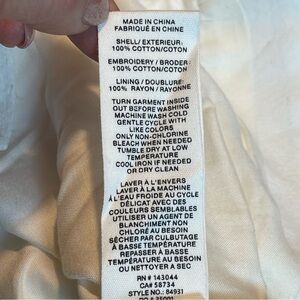 MADE IN CHINA
FABRIQUÉ EN CHINE
SHELL/EXTERIEUR:
100% COTTON/COTON
EMBROIDERY/BRODER:
100% COTTON/COTON
LINING/DOUBLURE:
100% RAYON/RAYONNE
TURN GARMENT INSIDE
OUT BEFORE WASHING
MACHINE WASH COLD
GENTLE CYCLE WITH
LIKE COLORS
ONLY NON-CHLORINE
BLEACH WHEN NEEDED
TUMBLE DRY AT LOW
TEMPERATURE
COOL IRON IF NEEDED
OR DRY CLEAN
LAVER À L'ENVERS
LAVER À LA MACHINE
À L'EAU FROIDE AU CYCLE
DÉLICAT AVEC DES
COULEURS SEMBLABLES
UTILISER UN AGENT DE
BLANCHIMENT NON
CHLORÉ AU BESOIN
SÉCHER PAR CULBUTAGE
À BASSE TEMPÉRATURE
REPASSER À BASSE
TEMPÉRATURE AU BESOIN
OU NETTOYER A SEC
RN # 143044
CA# 58734
STYLE NO.: 84931